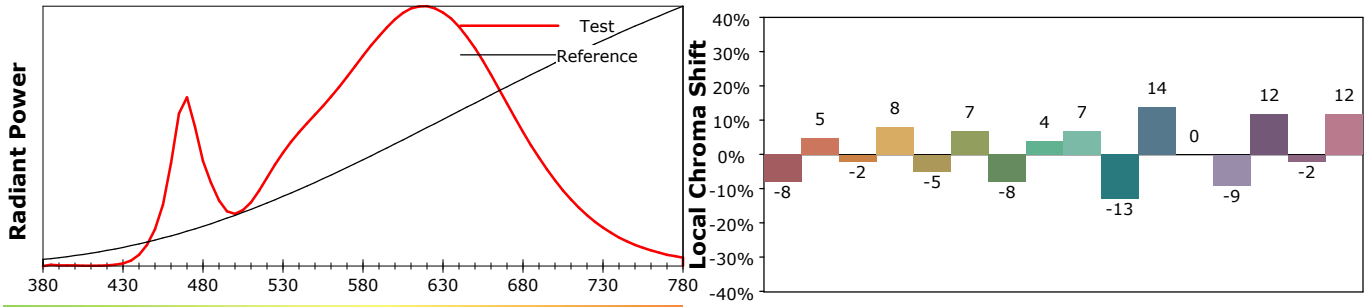 Radiant Power
Test
Reference
380 430 480 530 580 630 680 730 780
Local Chroma Shift
40%
30%
20%
10%
0%
-10%
-20%
-30%
-40%
-8 5 -2 8 -5 7 -8 4 7 -13 14 0 -9 12 -2 12